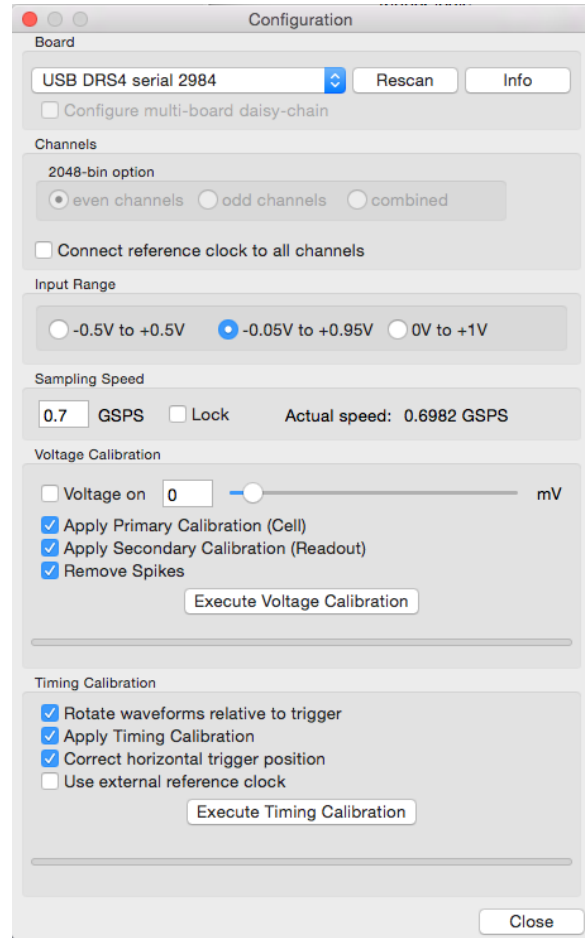 Configuration
Board
USB DRS4 serial 2984 Rescan Info
Configure multi-board daisy-chain
Channels
2048-bin option
even channels odd channels combined
Connect reference clock to all channels
Input Range
-0.5V to +0.5V -0.05V to +0.95V 0V to +1V
Sampling Speed
0.7 GSPS Lock Actual speed: 0.6982 GSPS
Voltage Calibration
Voltage on 0 mV
Apply Primary Calibration (Cell)
Apply Secondary Calibration (Readout)
Remove Spikes
Execute Voltage Calibration
Timing Calibration
Rotate waveforms relative to trigger
Apply Timing Calibration
Correct horizontal trigger position
Use external reference clock
Execute Timing Calibration
Close